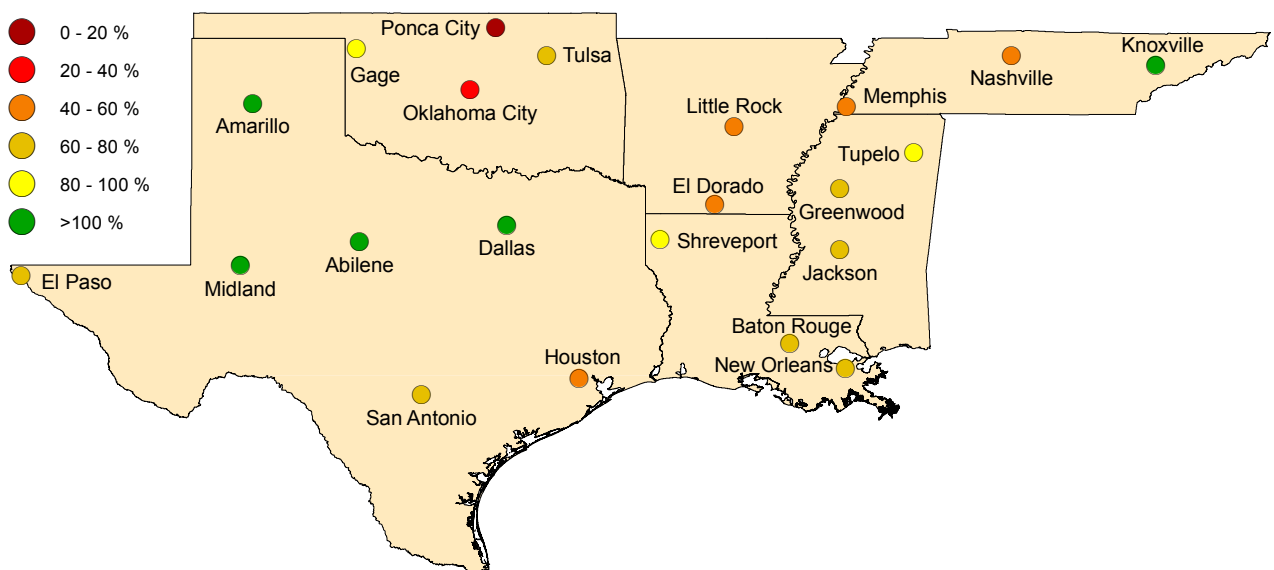 0 - 20 %
20 - 40 %
40 - 60 %
60 - 80 %
80 - 100 %
>100 %
Ponca City
Tulsa
Gage
Oklahoma City
Amarillo
Little Rock
Memphis
Nashville
Knoxville
Tupelo
El Dorado
Greenwood
Shreveport
Dallas
Abilene
Midland
El Paso
Jackson
Baton Rouge
New Orleans
Houston
San Antonio